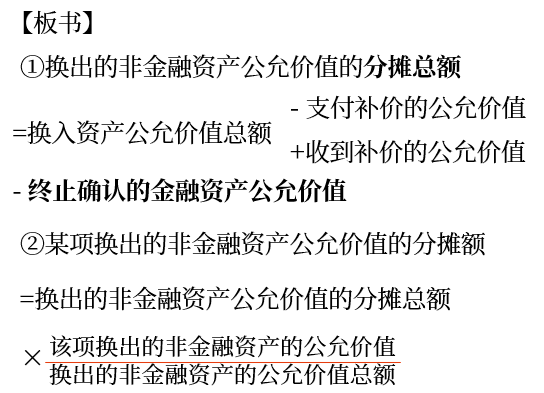 【板书】
①换出的非金融资产公允价值的分摊总额
- 支付补价的公允价值
=换入资产公允价值总额
+收到补价的公允价值
- 终止确认的金融资产公允价值
②某项换出的非金融资产公允价值的分摊额
=换出的非金融资产公允价值的分摊总额
× 该项换出的非金融资产的公允价值
换出的非金融资产的公允价值总额